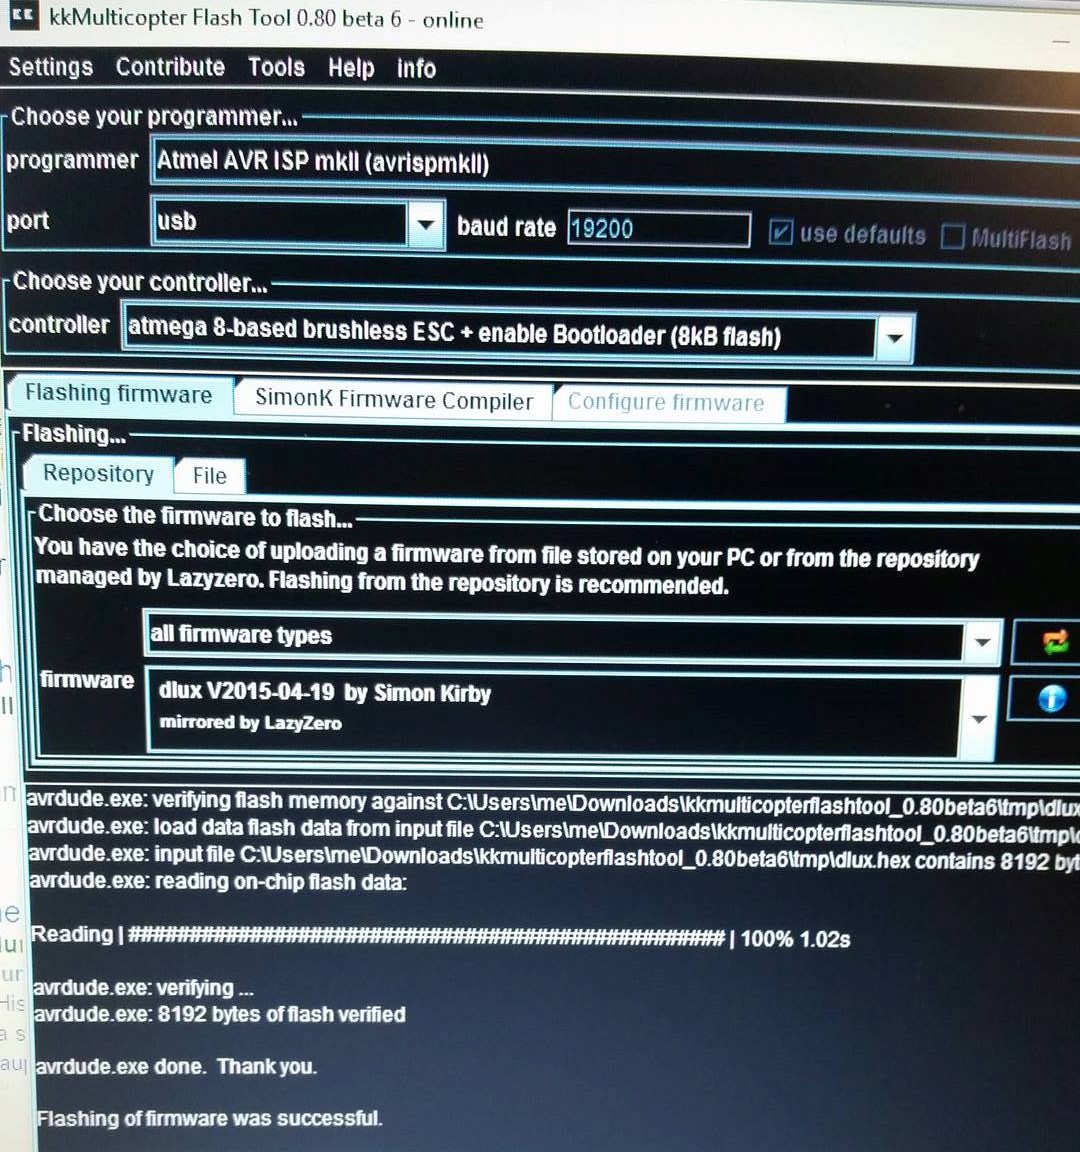 KK kkMulticopter Flash Tool 0.80 beta 6 - online
Settings Contribute Tools Help info
Choose your programmer...
programmer Atmel AVR ISP mkII (avrispmkII)
port usb baud rate 19200 use defaults MultiFlash
Choose your controller...
controller atmega 8-based brushless ESC + enable Bootloader (8kB flash)
Flashing firmware SimonK Firmware Compiler Configure firmware
Flashing...
Repository File
Choose the firmware to flash...
You have the choice of uploading a firmware from file stored on your PC or from the repository
managed by Lazyzero. Flashing from the repository is recommended.
all firmware types
firmware dlux V2015-04-19 by Simon Kirby
mirrored by LazyZero
avrdude.exe: verifying flash memory against C:\Users\me\Downloads\kkmulticopterflashtool_0.80beta6\tmp\dlux
avrdude.exe: load data flash data from input file C:\Users\me\Downloads\kkmulticopterflashtool_0.80beta6\tmp\
avrdude.exe: input file C:\Users\me\Downloads\kkmulticopterflashtool_0.80beta6\tmp\dlux.hex contains 8192 byt
avrdude.exe: reading on-chip flash data:
Reading | ################################################## | 100% 1.02s
avrdude.exe: verifying ...
avrdude.exe: 8192 bytes of flash verified
avrdude.exe done. Thank you.
Flashing of firmware was successful.